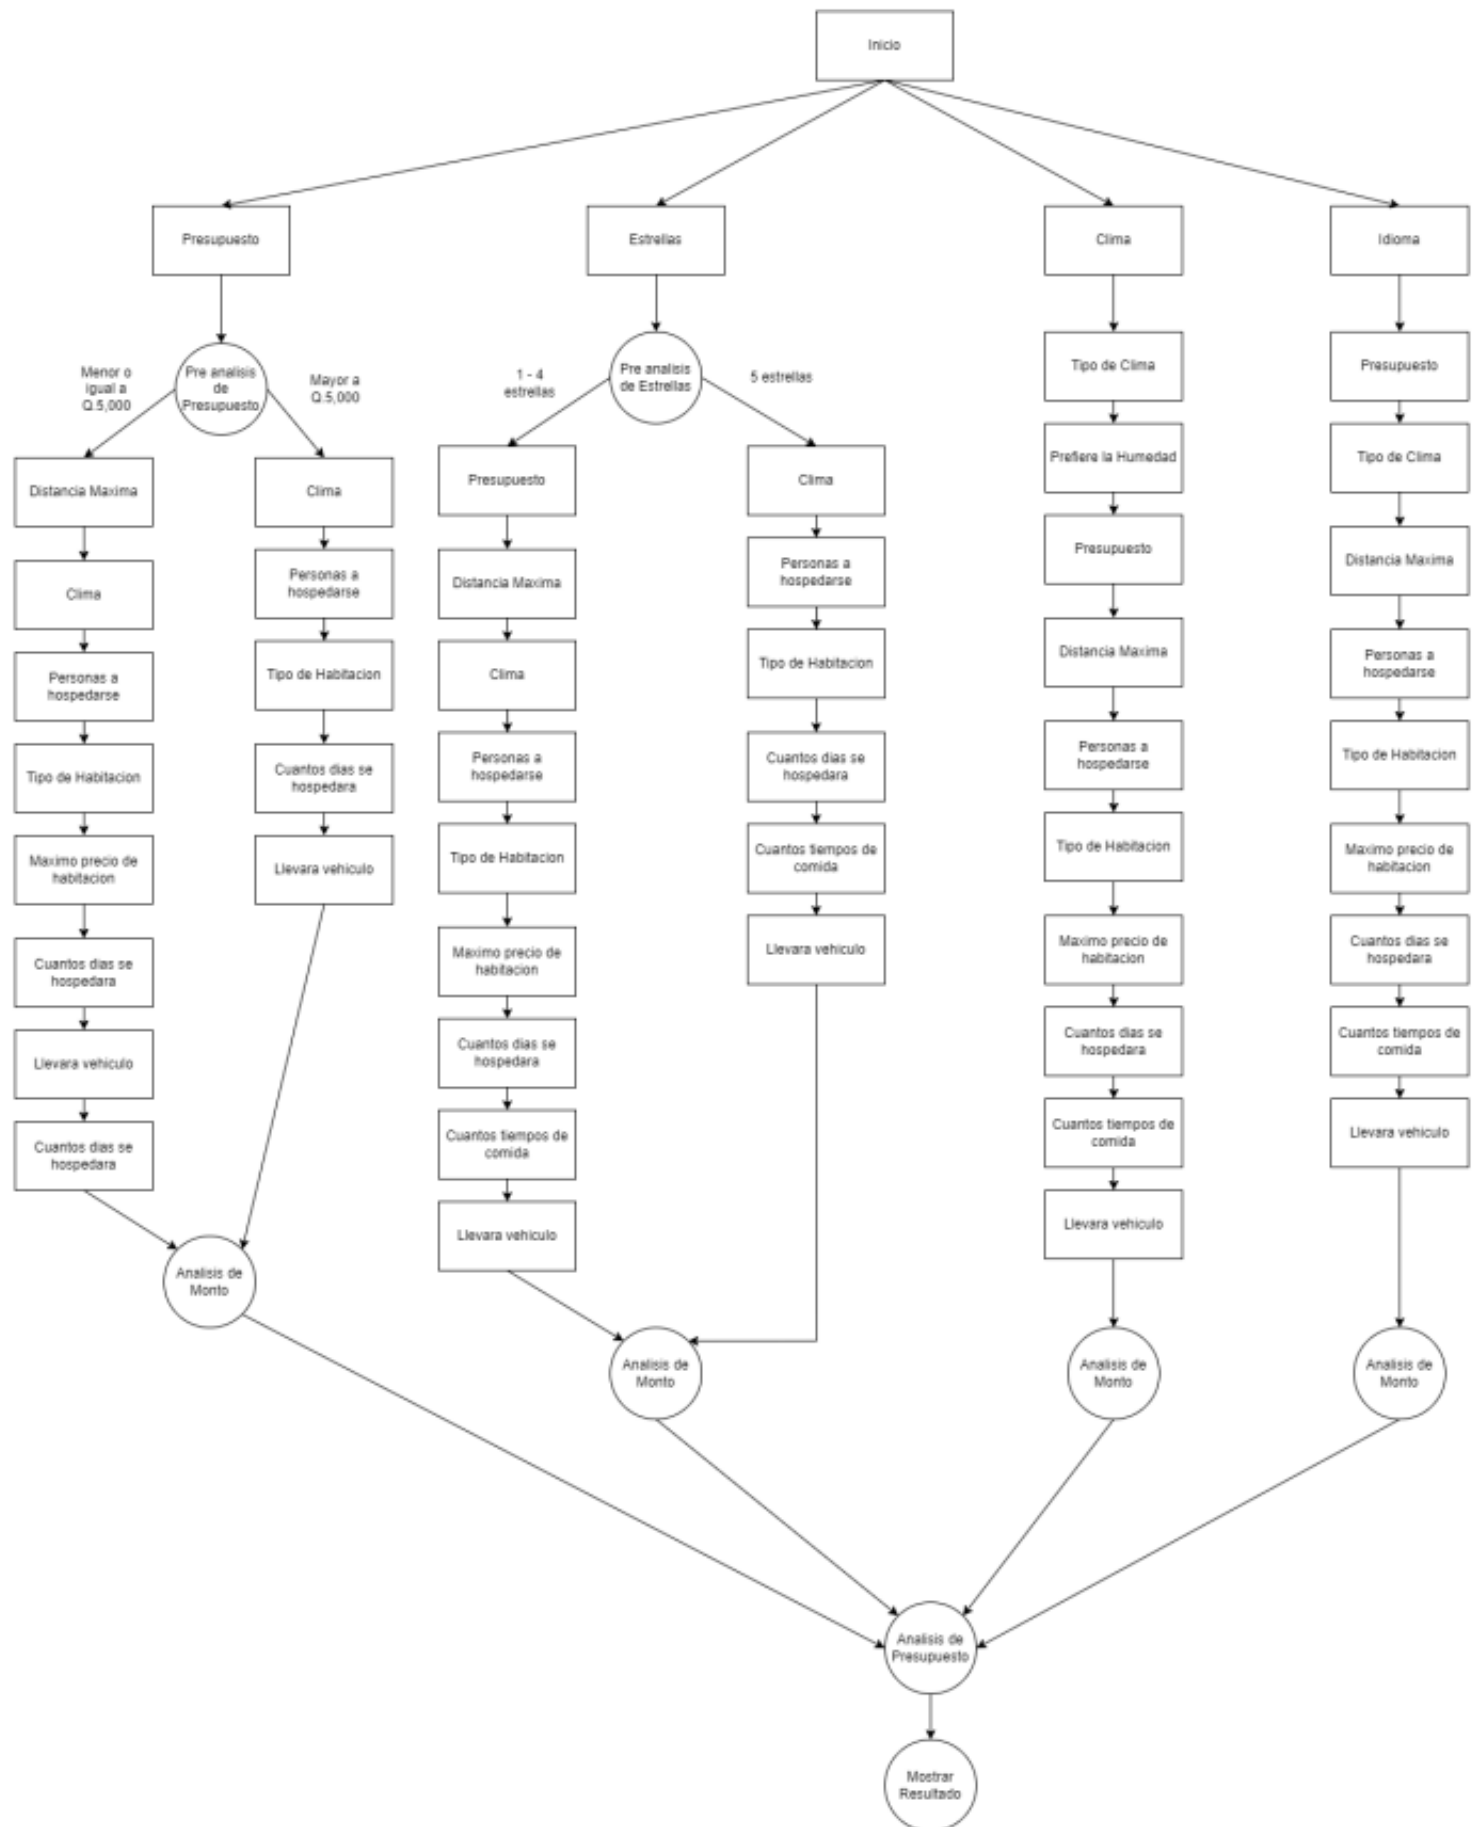 Inicio
Presupuesto
Estrellas
Clima
Idioma
Pre analisis
de
Presupuesto
Menor o
igual a
Q.5,000
Mayor a
Q.5,000
Distancia Maxima
Clima
Personas a
hospedarse
Tipo de Habitacion
Maximo precio de
habitacion
Cuantos dias se
hospedara
Llevara vehiculo
Cuantos dias se
hospedara
Clima
Personas a
hospedarse
Tipo de Habitacion
Cuantos dias se
hospedara
Llevara vehiculo
Analisis de
Monto
Pre analisis
de Estrellas
1 - 4
estrellas
5 estrellas
Presupuesto
Distancia Maxima
Clima
Personas a
hospedarse
Tipo de Habitacion
Maximo precio de
habitacion
Cuantos dias se
hospedara
Cuantos tiempos de
comida
Llevara vehiculo
Clima
Personas a
hospedarse
Tipo de Habitacion
Cuantos dias se
hospedara
Cuantos tiempos de
comida
Llevara vehiculo
Analisis de
Monto
Tipo de Clima
Prefiere la Humedad
Presupuesto
Distancia Maxima
Personas a
hospedarse
Tipo de Habitacion
Maximo precio de
habitacion
Cuantos dias se
hospedara
Cuantos tiempos de
comida
Llevara vehiculo
Analisis de
Monto
Presupuesto
Tipo de Clima
Distancia Maxima
Personas a
hospedarse
Tipo de Habitacion
Maximo precio de
habitacion
Cuantos dias se
hospedara
Cuantos tiempos de
comida
Llevara vehiculo
Analisis de
Monto
Analisis de
Presupuesto
Mostrar
Resultado